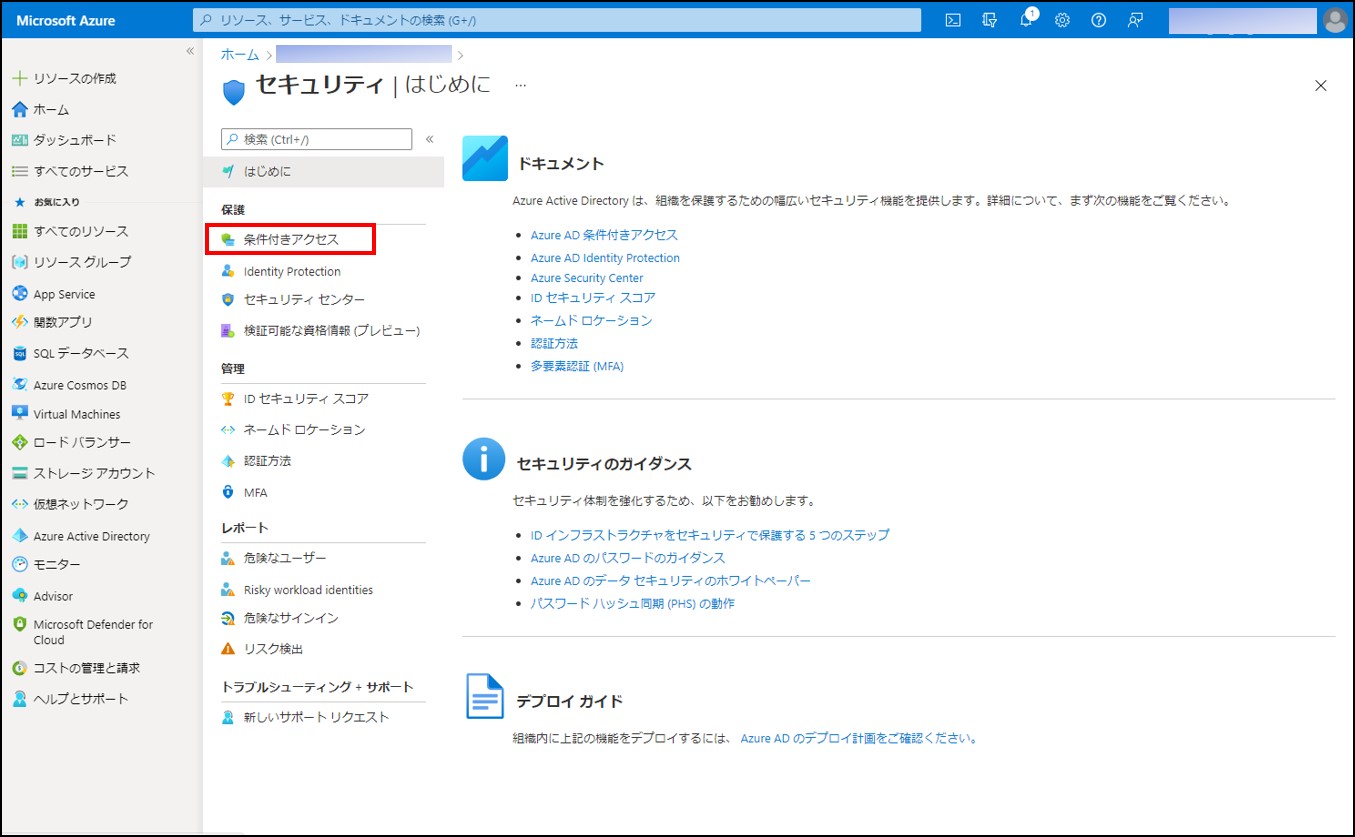 Microsoft Azure
リソース、サービス、ドキュメントの検索 (G+/)
1
«
リソースの作成
ホーム
ダッシュボード
すべてのサービス
お気に入り
すべてのリソース
リソース グループ
App Service
関数アプリ
SQL データベース
Azure Cosmos DB
Virtual Machines
ロード バランサー
ストレージ アカウント
仮想ネットワーク
Azure Active Directory
モニター
Advisor
Microsoft Defender for
Cloud
コストの管理と請求
ヘルプとサポート
ホーム > >
セキュリティ | はじめに ...
検索 (Ctrl+/) «
はじめに
保護
条件付きアクセス
Identity Protection
セキュリティ センター
検証可能な資格情報 (プレビュー)
管理
ID セキュリティ スコア
ネームド ロケーション
認証方法
MFA
レポート
危険なユーザー
Risky workload identities
危険なサインイン
リスク検出
トラブルシューティング + サポート
新しいサポート リクエスト
ドキュメント
Azure Active Directory は、組織を保護するための幅広いセキュリティ機能を提供します。詳細について、まず次の機能をご覧ください。
• Azure AD 条件付きアクセス
• Azure AD Identity Protection
• Azure Security Center
• ID セキュリティ スコア
• ネームド ロケーション
• 認証方法
• 多要素認証 (MFA)
セキュリティのガイダンス
セキュリティ体制を強化するため、以下をお勧めします。
• ID インフラストラクチャをセキュリティで保護する 5 つのステップ
• Azure AD のパスワードのガイダンス
• Azure AD のデータ セキュリティのホワイトペーパー
• パスワード ハッシュ同期 (PHS) の動作
デプロイ ガイド
組織内に上記の機能をデプロイするには、 Azure AD のデプロイ計画をご確認ください。